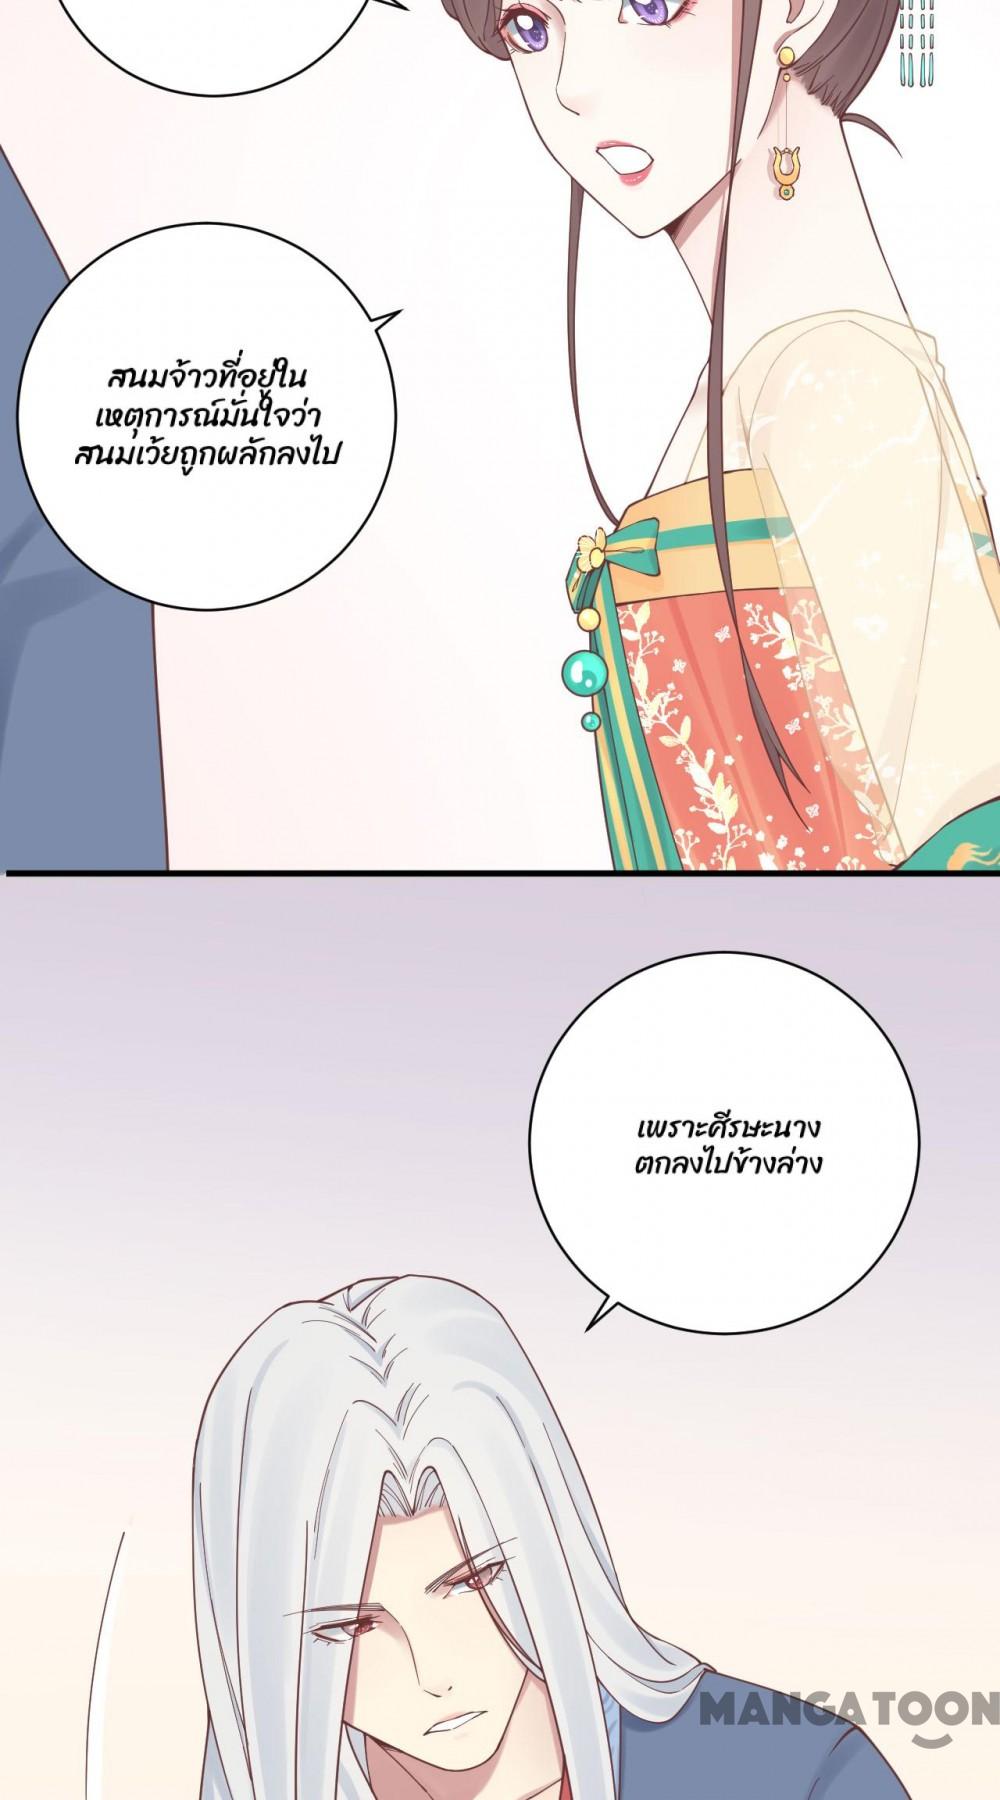 สนมจ้าวที่อยู่ใน
เหตุการณ์มั่นใจว่า
สนมเว้ยถูกผลักลงไป
เพราะศีรษะนาง
ตกลงไปข้างล่าง
MANGATOON